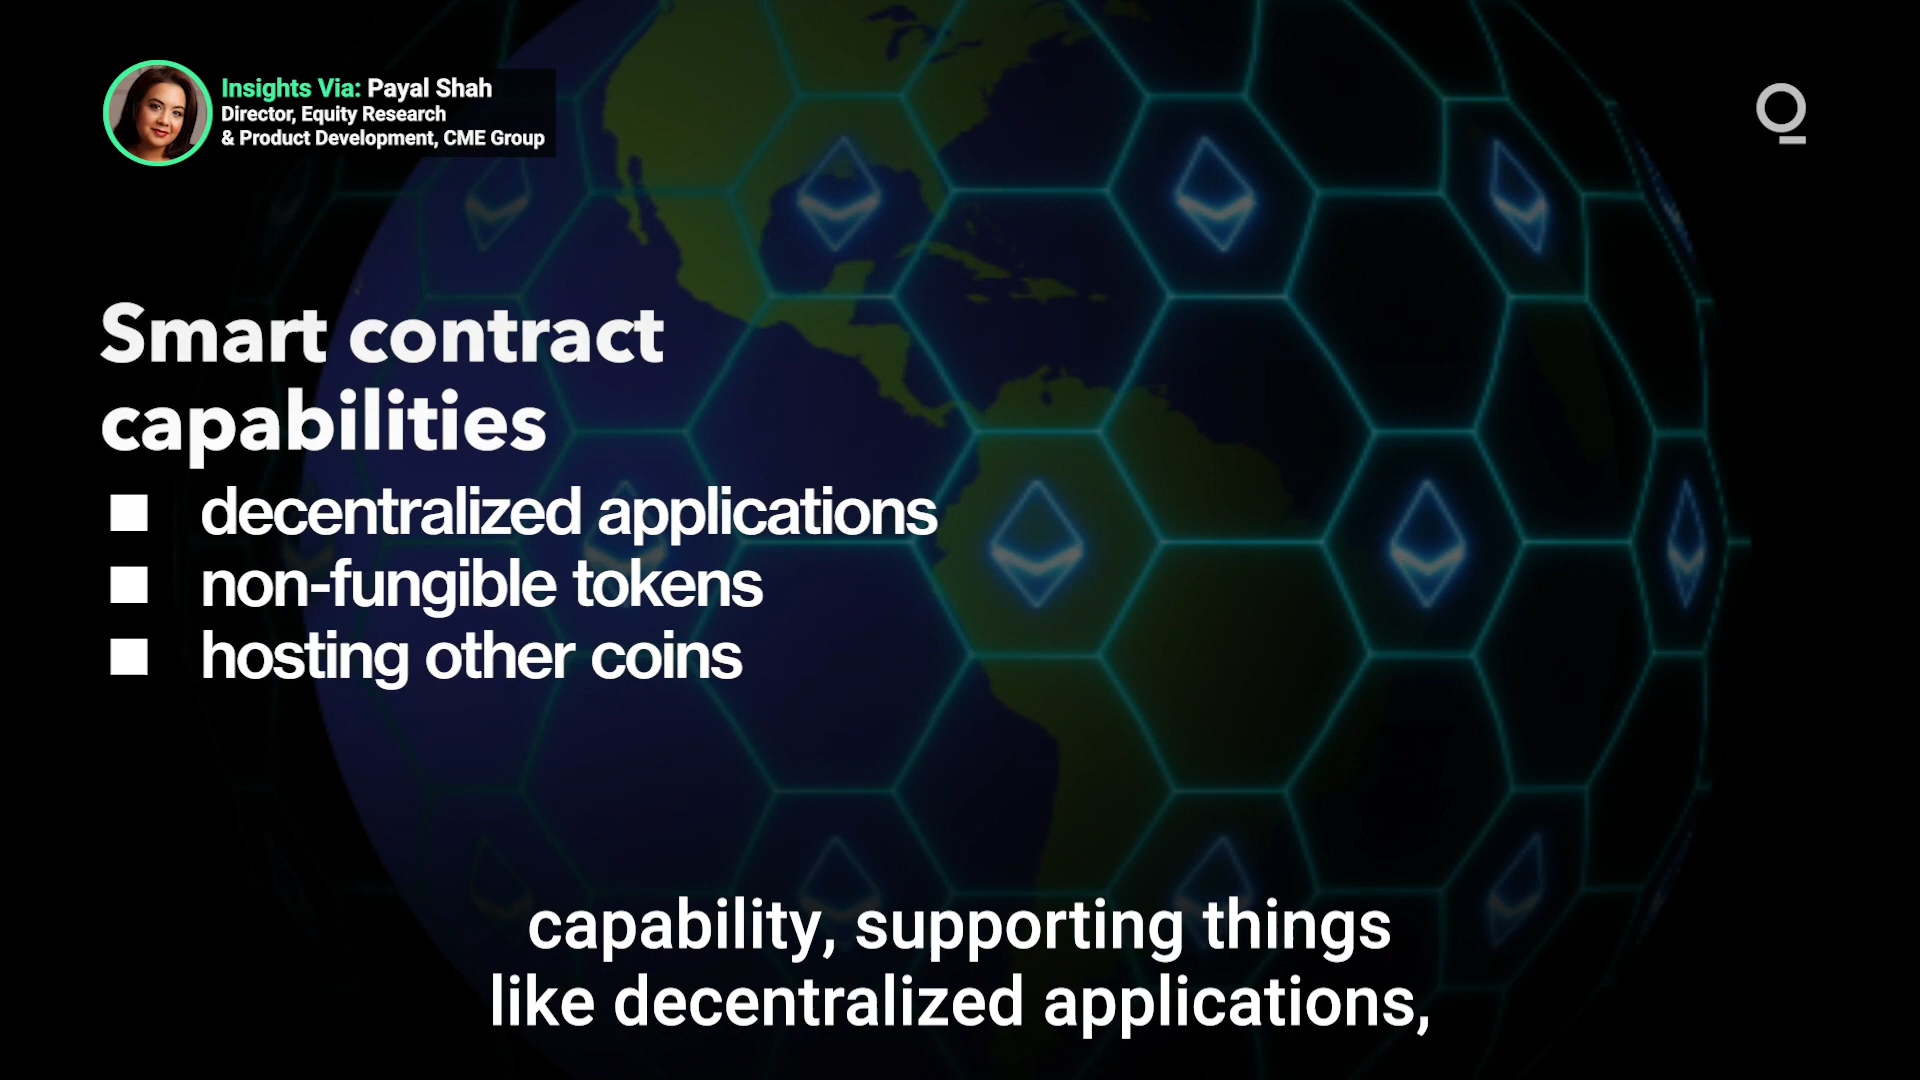 Insights Via: Payal Shah
Director, Equity Research
& Product Development, CME Group
Smart contract
capabilities
decentralized applications
non-fungible tokens
hosting other coins
capability, supporting things
like decentralized applications,